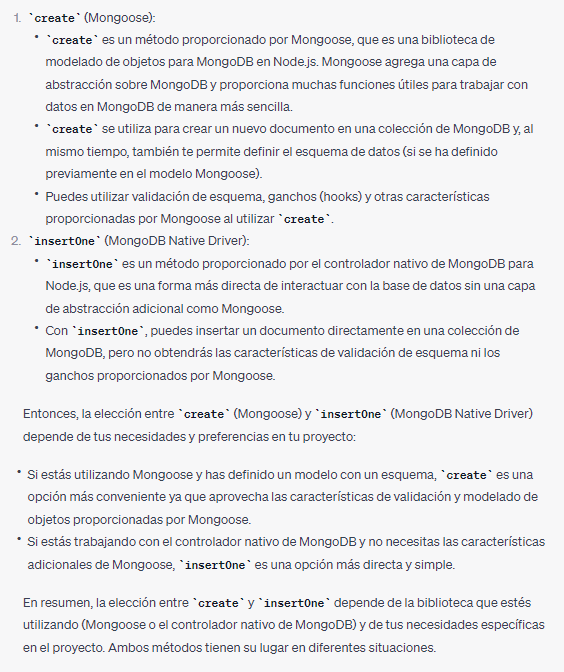 1. `create` (Mongoose):
• `create` es un método proporcionado por Mongoose, que es una biblioteca de
modelado de objetos para MongoDB en Node.js. Mongoose agrega una capa de
abstracción sobre MongoDB y proporciona muchas funciones útiles para trabajar con
datos en MongoDB de manera más sencilla.
• `create` se utiliza para crear un nuevo documento en una colección de MongoDB y, al
mismo tiempo, también te permite definir el esquema de datos (si se ha definido
previamente en el modelo Mongoose).
• Puedes utilizar validación de esquema, ganchos (hooks) y otras características
proporcionadas por Mongoose al utilizar `create`.
2. `insertOne` (MongoDB Native Driver):
• `insertOne` es un método proporcionado por el controlador nativo de MongoDB para
Node.js, que es una forma más directa de interactuar con la base de datos sin una capa
de abstracción adicional como Mongoose.
• Con `insertOne`, puedes insertar un documento directamente en una colección de
MongoDB, pero no obtendrás las características de validación de esquema ni los
ganchos proporcionados por Mongoose.
Entonces, la elección entre `create` (Mongoose) y `insertOne` (MongoDB Native Driver)
depende de tus necesidades y preferencias en tu proyecto:
• Si estás utilizando Mongoose y has definido un modelo con un esquema, `create` es una
opción más conveniente ya que aprovecha las características de validación y modelado de
objetos proporcionadas por Mongoose.
• Si estás trabajando con el controlador nativo de MongoDB y no necesitas las características
adicionales de Mongoose, `insertOne` es una opción más directa y simple.
En resumen, la elección entre `create` y `insertOne` depende de la biblioteca que estés
utilizando (Mongoose o el controlador nativo de MongoDB) y de tus necesidades específicas
en el proyecto. Ambos métodos tienen su lugar en diferentes situaciones.